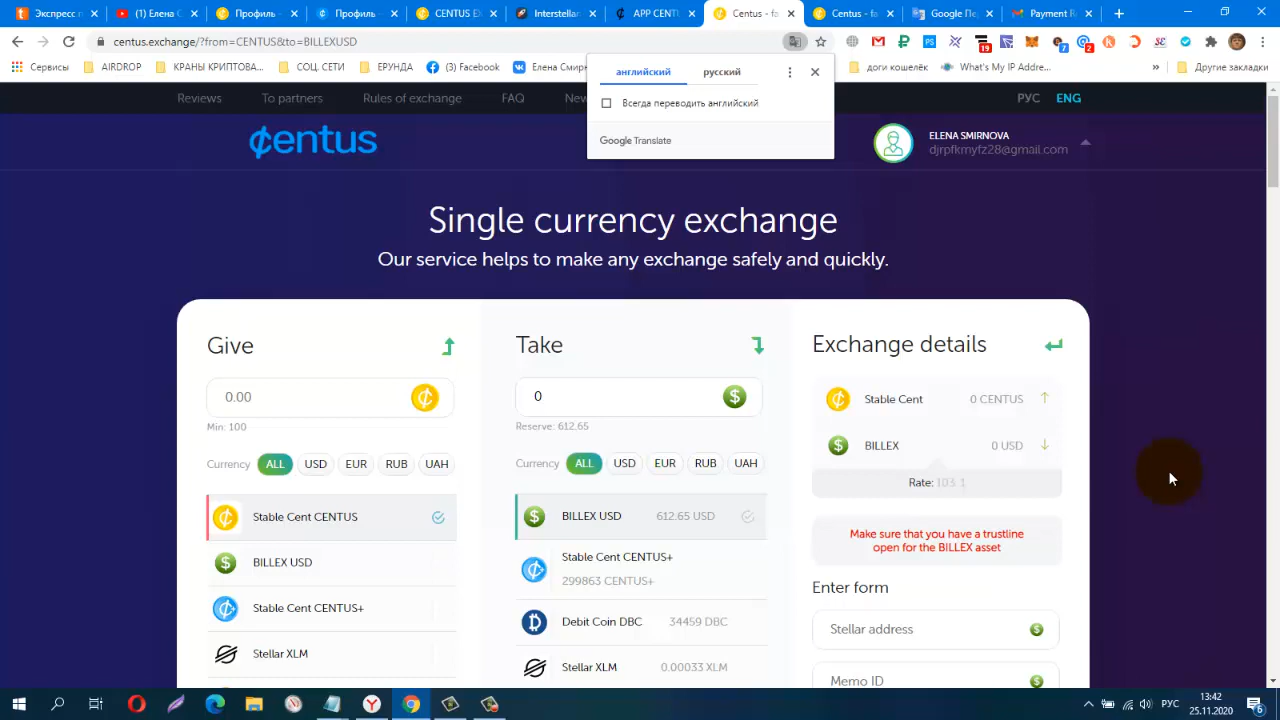 Экспресс п
(1) Елена С
Профиль -
Профиль -
CENTUS EX
Interstellar
APP CENTU
Centus - fa
Centus - fa
Google Пе
Payment R
centus.exchange/?from=CENTUS&to=BILLEXUSD
Сервисы
AIRDROP
КРАНЫ КРИПТОВА...
СОЦ. СЕТИ
ЕРУНДА
(3) Facebook
Елена Смир
доги кошелёк
What's My IP Addre...
»
Другие закладки
английский
русский
Всегда переводить английский
Google Translate
Reviews
To partners
Rules of exchange
FAQ
New
РУС
ENG
¢entus
ELENA SMIRNOVA
djrpfkmyfz28@gmail.com
Single currency exchange
Our service helps to make any exchange safely and quickly.
Give
0.00
Min: 100
Currency
ALL
USD
EUR
RUB
UAH
Stable Cent CENTUS
BILLEX USD
Stable Cent CENTUS+
Stellar XLM
Take
0
Reserve: 612.65
Currency
ALL
USD
EUR
RUB
UAH
BILLEX USD 612.65 USD
Stable Cent CENTUS+
299863 CENTUS+
Debit Coin DBC 34459 DBC
Stellar XLM 0.00033 XLM
Exchange details
Stable Cent 0 CENTUS
BILLEX 0 USD
Rate: 103 1
Make sure that you have a trustline
open for the BILLEX asset
Enter form
Stellar address
Memo ID
РУС
13:42
25.11.2020